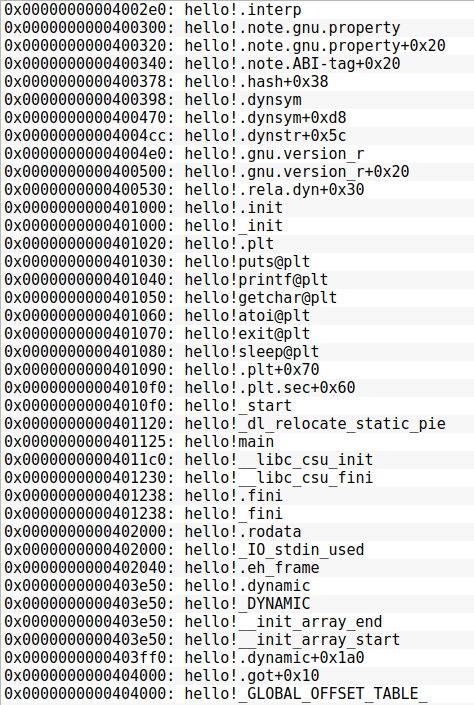 0x00000000004002e0: hello!.interp
0x0000000000400300: hello!.note.gnu.property
0x0000000000400320: hello!.note.gnu.property+0x20
0x0000000000400340: hello!.note.ABI-tag+0x20
0x0000000000400378: hello!.hash+0x38
0x0000000000400398: hello!.dynsym
0x0000000000400470: hello!.dynsym+0xd8
0x00000000004004cc: hello!.dynstr+0x5c
0x00000000004004e0: hello!.gnu.version_r
0x0000000000400500: hello!.gnu.version_r+0x20
0x0000000000400530: hello!.rela.dyn+0x30
0x0000000000401000: hello!.init
0x0000000000401000: hello!_init
0x0000000000401020: hello!.plt
0x0000000000401030: hello!puts@plt
0x0000000000401040: hello!printf@plt
0x0000000000401050: hello!getchar@plt
0x0000000000401060: hello!atoi@plt
0x0000000000401070: hello!exit@plt
0x0000000000401080: hello!sleep@plt
0x0000000000401090: hello!.plt+0x70
0x00000000004010f0: hello!.plt.sec+0x60
0x00000000004010f0: hello!_start
0x0000000000401120: hello!_dl_relocate_static_pie
0x0000000000401125: hello!main
0x00000000004011c0: hello!__libc_csu_init
0x0000000000401230: hello!__libc_csu_fini
0x0000000000401238: hello!.fini
0x0000000000401238: hello!_fini
0x0000000000402000: hello!.rodata
0x0000000000402000: hello!_IO_stdin_used
0x0000000000402040: hello!.eh_frame
0x0000000000403e50: hello!.dynamic
0x0000000000403e50: hello!_DYNAMIC
0x0000000000403e50: hello!__init_array_end
0x0000000000403e50: hello!__init_array_start
0x0000000000403ff0: hello!.dynamic+0x1a0
0x0000000000404000: hello!.got+0x10
0x0000000000404000: hello!_GLOBAL_OFFSET_TABLE_